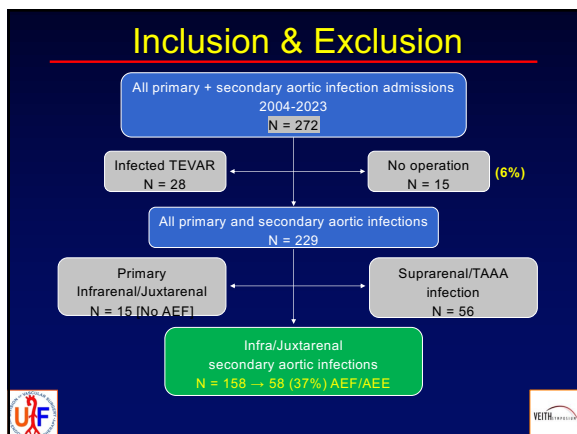 Inclusion & Exclusion
All primary + secondary aortic infection admissions
2004-2023
N = 272
Infected TEVAR
N = 28
No operation
N = 15
(6%)
All primary and secondary aortic infections
N = 229
Primary
Infrarenal/Juxtarenal
N = 15 [No AEF]
Suprarenal/TAAA
infection
N = 56
Infra/Juxtarenal
secondary aortic infections
N = 158 → 58 (37%) AEF/AEE
UF
VEITHSYMPOSIUM